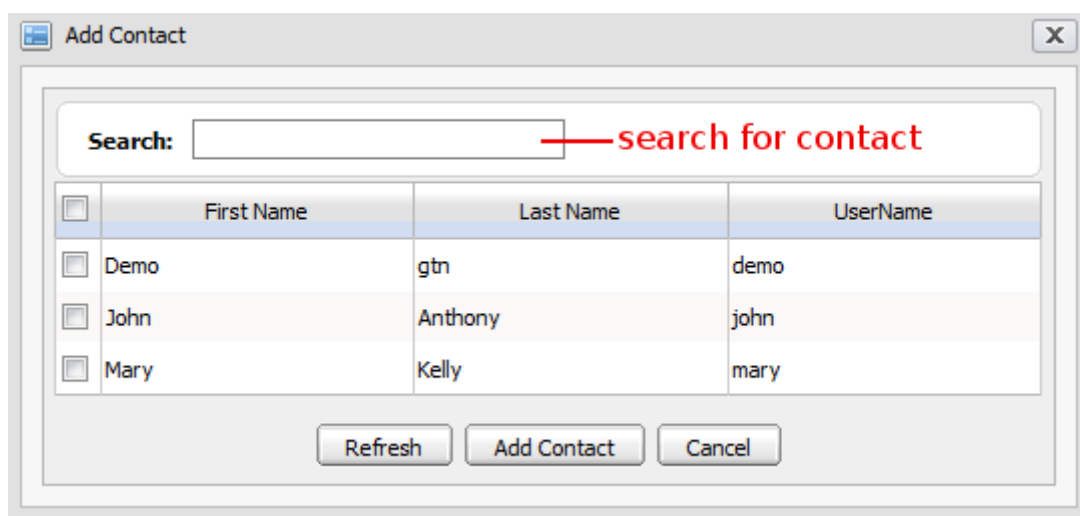 Add Contact
Search: search for contact
First Name Last Name UserName
Demo gtn demo
John Anthony john
Mary Kelly mary
Refresh Add Contact Cancel